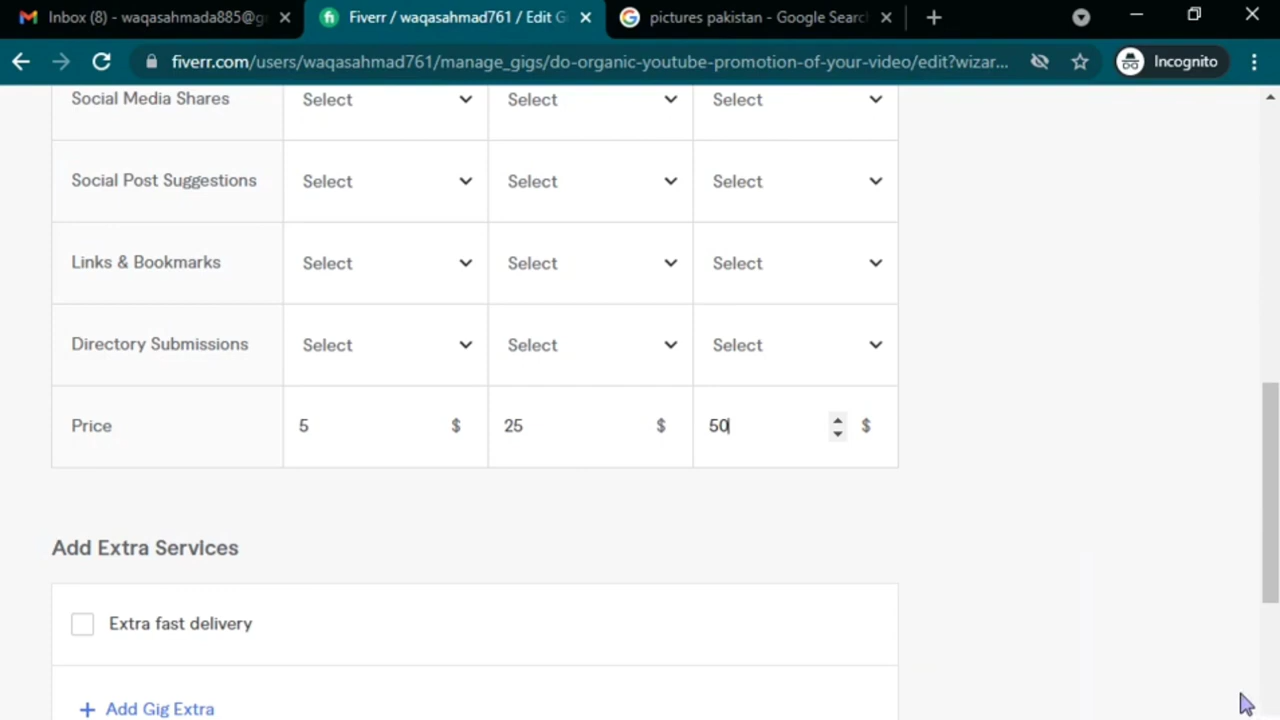 Inbox (8) - waqasahmada885@g
Fiverr / waqasahmad761 / Edit G
pictures pakistan - Google Searc
fiverr.com/users/waqasahmad761/manage_gigs/do-organic-youtube-promotion-of-your-video/edit?wizar...
Incognito
Social Media Shares Select Select Select
Social Post Suggestions Select Select Select
Links & Bookmarks Select Select Select
Directory Submissions Select Select Select
Price 5 $ 25 $ 50 $
Add Extra Services
Extra fast delivery
+ Add Gig Extra